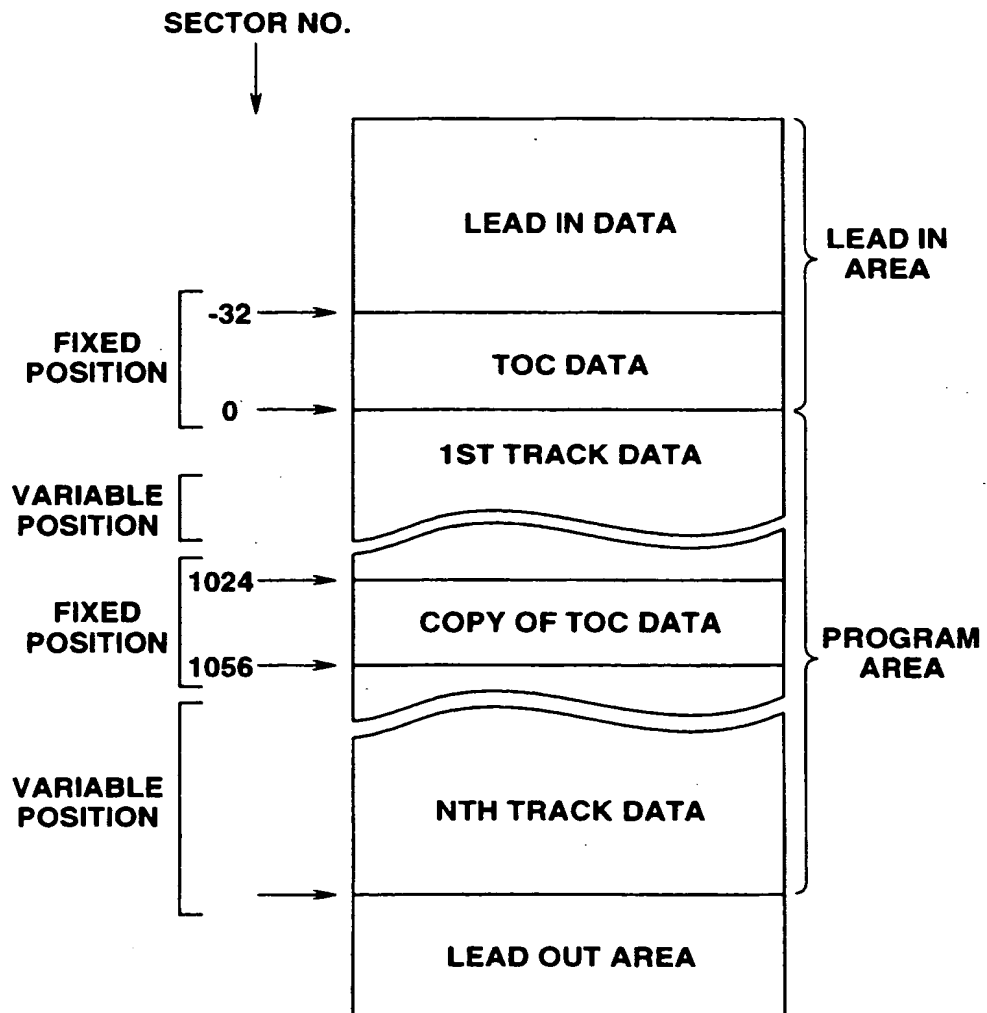 SECTOR NO.
LEAD IN DATA
LEAD IN
AREA
-32
FIXED
POSITION
TOC DATA
0
1ST TRACK DATA
VARIABLE
POSITION
1024
FIXED
POSITION
COPY OF TOC DATA
1056
PROGRAM
AREA
VARIABLE
POSITION
NTH TRACK DATA
LEAD OUT AREA